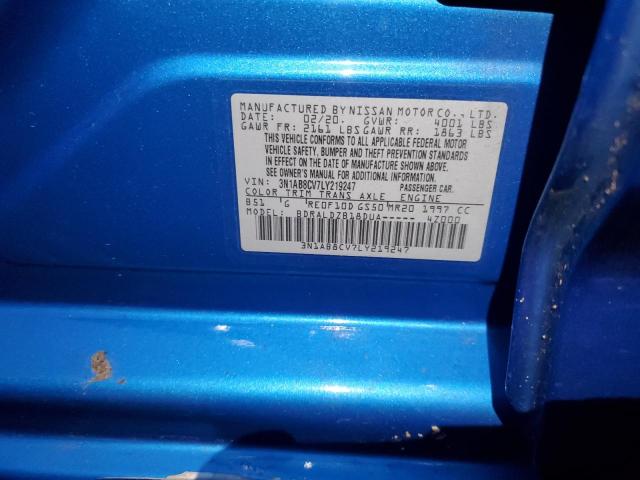 MANUFACTURED BY NISSAN MOTOR CO., LTD.
DATE: 02/20. GVWR: 4001 LBS
GAWR FR: 2161 LBS GAWR RR: 1863 LBS
THIS VEHICLE CONFORMS TO ALL APPLICABLE FEDERAL MOTOR
VEHICLE SAFETY, BUMPER AND THEFT PREVENTION STANDARDS
IN EFFECT ON THE DATE OF MANUFACTURE SHOWN ABOVE.
SEE OWNER'S MANUAL FOR ADDITIONAL INFORMATION.
VIN: 3N1AB8CV7LY219247 PASSENGER CAR.
COLOR TRIM TRANS AXLE ENGINE
B51 G RE0F10D GS50 MR20 1997 CC
MODEL: BDRALDZB18DUA----- 4Z000
3N1AB8CV7LY219247